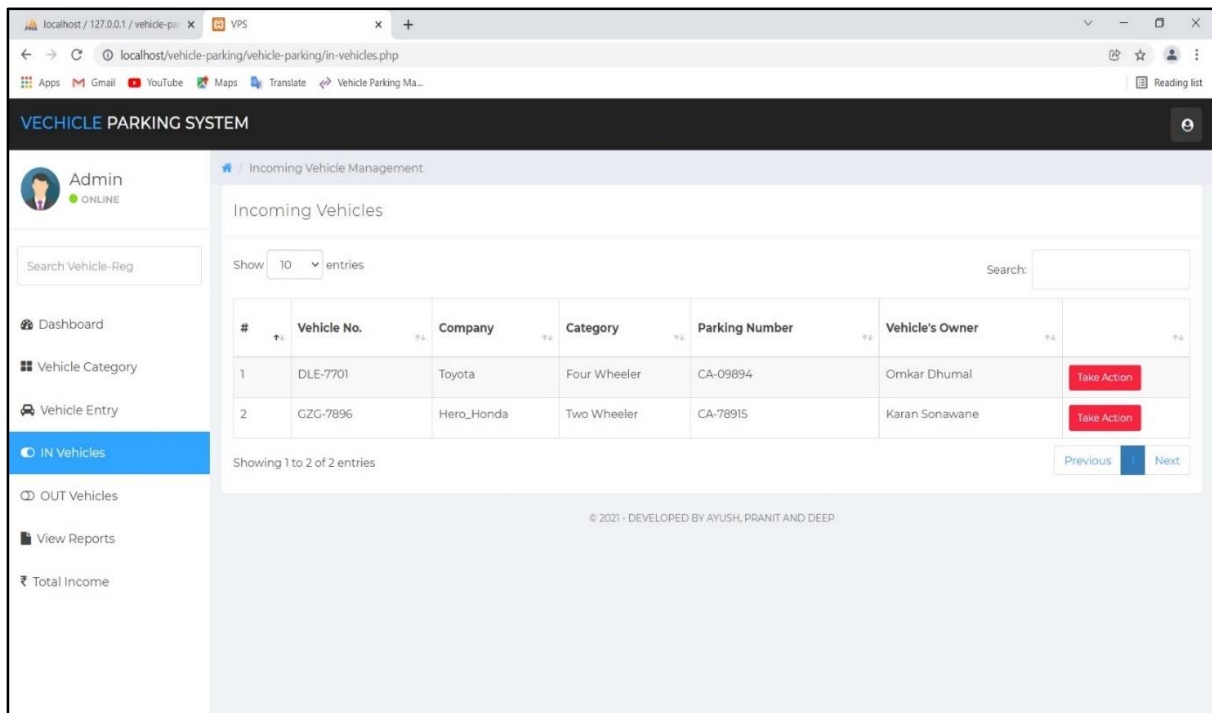 localhost / 127.0.0.1 / vehicle-pa
VPS
localhost/vehicle-parking/vehicle-parking/in-vehicles.php
Apps Gmail YouTube Maps Translate Vehicle Parking Ma... Reading list
VECHICLE PARKING SYSTEM
Admin
ONLINE
Search Vehicle-Reg
Dashboard
Vehicle Category
Vehicle Entry
IN Vehicles
OUT Vehicles
View Reports
₹ Total Income
/ Incoming Vehicle Management
Incoming Vehicles
Show 10 entries Search:
# Vehicle No. Company Category Parking Number Vehicle's Owner
1 DLE-7701 Toyota Four Wheeler CA-09894 Omkar Dhumal Take Action
2 GZG-7896 Hero_Honda Two Wheeler CA-78915 Karan Sonawane Take Action
Showing 1 to 2 of 2 entries Previous 1 Next
© 2021 - DEVELOPED BY AYUSH, PRANIT AND DEEP